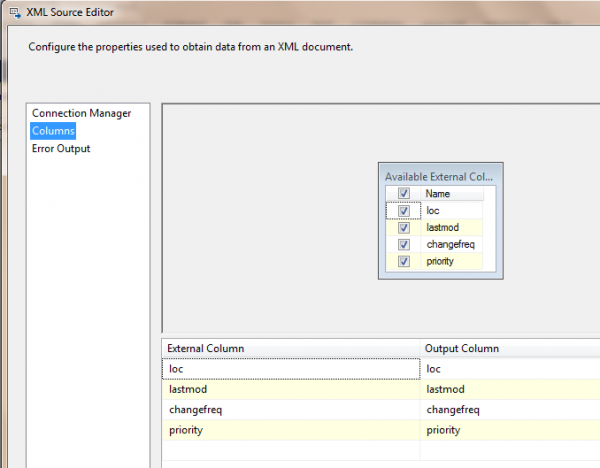 XML Source Editor
Configure the properties used to obtain data from an XML document.
Connection Manager
Columns
Error Output
Available External Col...
Name
loc
lastmod
changefreq
priority
External Column Output Column
loc loc
lastmod lastmod
changefreq changefreq
priority priority